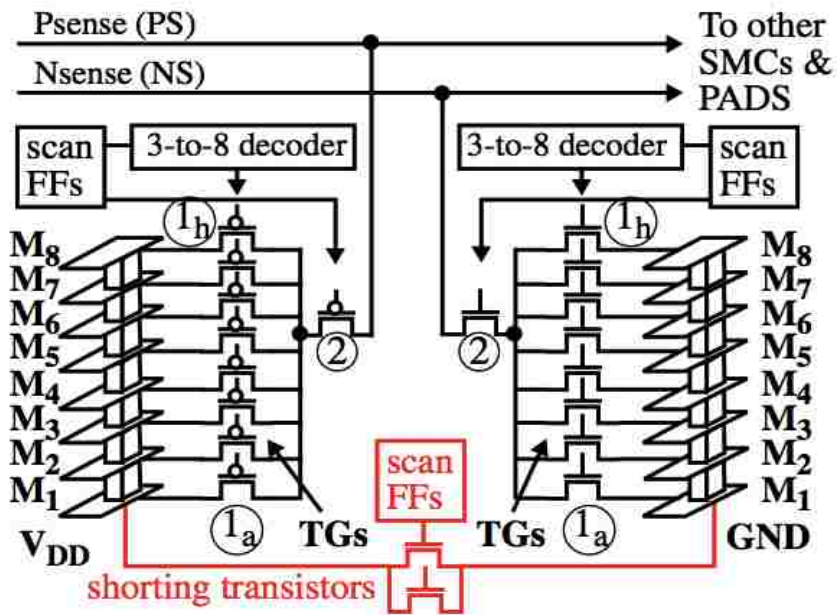 Psense (PS)
Nsense (NS)
To other
SMCs &
PADS
scan
FFs
3-to-8 decoder
3-to-8 decoder
scan
FFs
1h
1h
M8
M7
M6
M5
M4
M3
M2
M1
2
2
M8
M7
M6
M5
M4
M3
M2
M1
scan
FFs
1a
TGs
TGs
1a
VDD
GND
shorting transistors